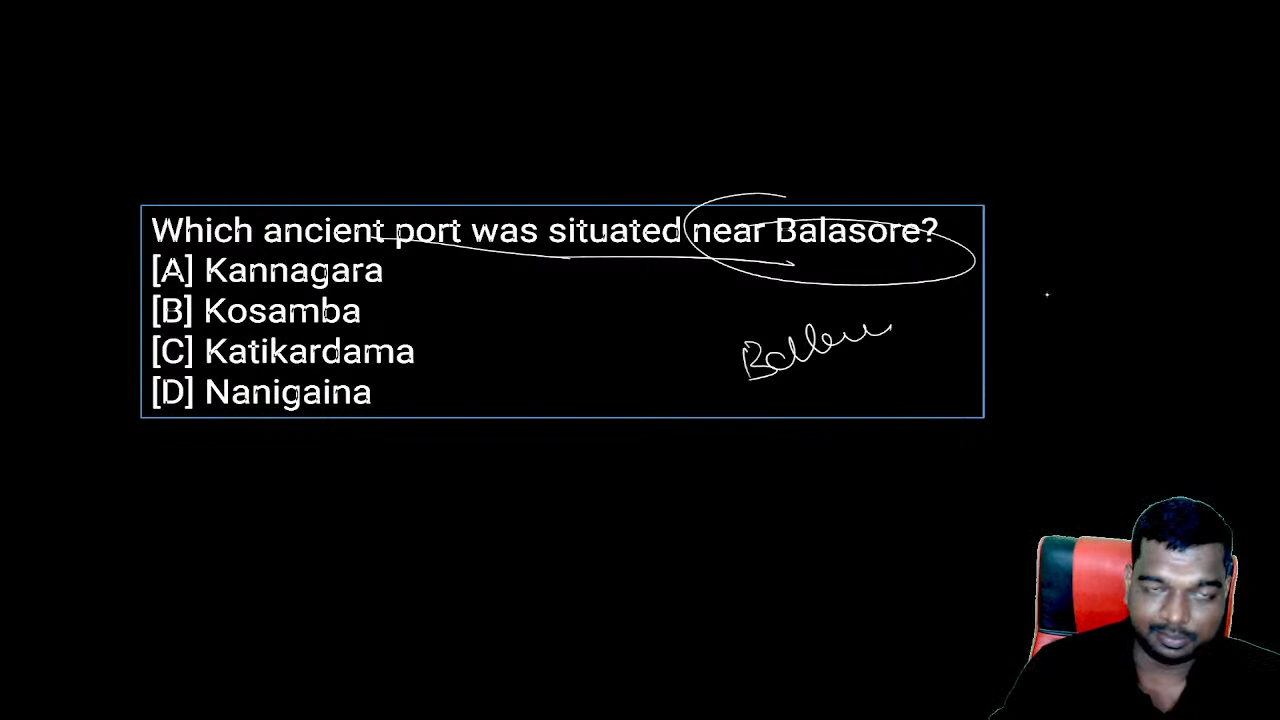 Which ancient port was situated near Balasore?
[A] Kannagara
[B] Kosamba
[C] Katikardama
[D] Nanigaina